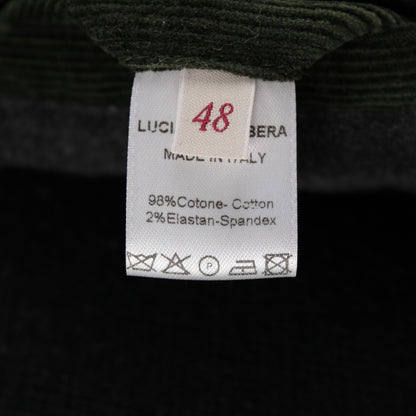 48
LUCI BERA
MADE IN ITALY
98%Cotone- Cotton
2%Elastan-Spandex
P